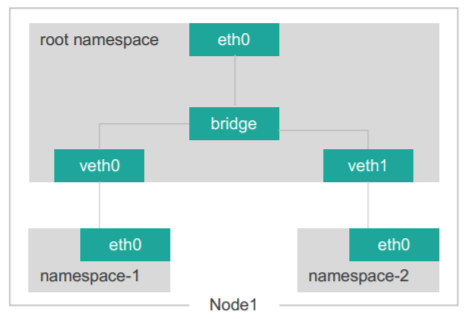 root namespace
eth0
bridge
veth0
veth1
eth0
namespace-1
eth0
namespace-2
Node1